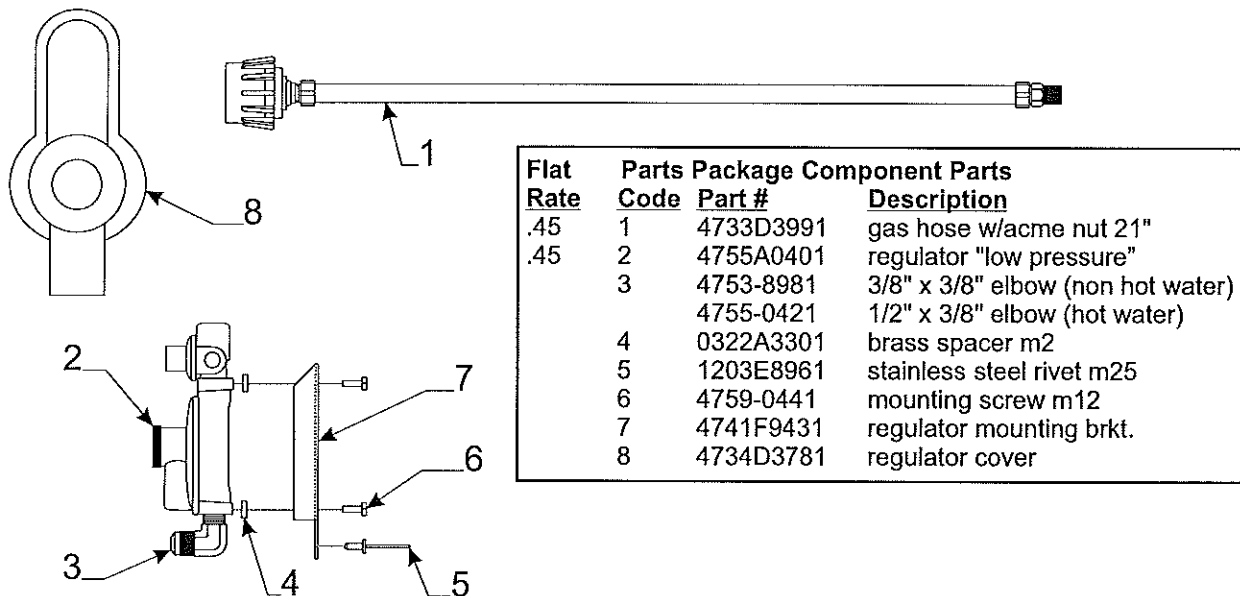 1
8
Flat Parts Package Component Parts
Rate Code Part # Description
.45 1 4733D3991 gas hose w/acme nut 21"
.45 2 4755A0401 regulator "low pressure"
3 4753-8981 3/8" x 3/8" elbow (non hot water)
4755-0421 1/2" x 3/8" elbow (hot water)
4 0322A3301 brass spacer m2
5 1203E8961 stainless steel rivet m25
6 4759-0441 mounting screw m12
7 4741F9431 regulator mounting brkt.
8 4734D3781 regulator cover
2
7
6
3
4
5